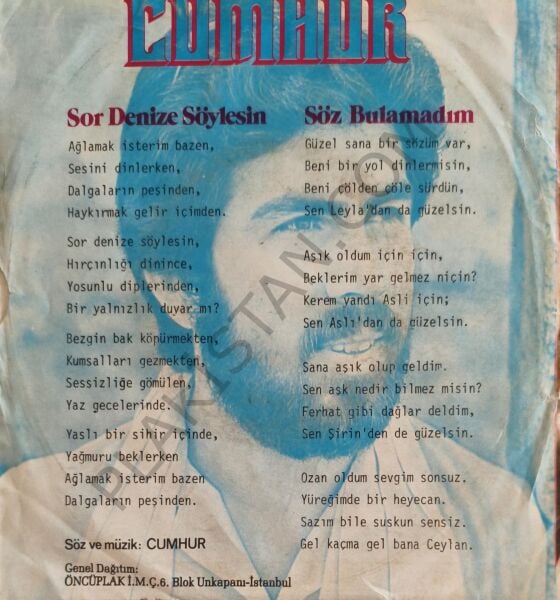 CUMHUR
Sor Denize Söylesin
Ağlamak isterim bazen,
Sesini dinlerken,
Dalgaların peşinden,
Haykırmak gelir içimden.
Sor denize söylesin,
Hırçınlığı dinince,
Yosunlu diplerinden,
Bir yalnızlık duyar mı?
Bezgin bak köpürmekten,
Kumsalları gezmekten,
Sessizliğe gömülen,
Yaz gecelerinde.
Yaslı bir sihir içinde,
Yağmuru beklerken
Ağlamak isterim bazen
Dalgaların peşinden.
Söz ve müzik: CUMHUR
Genel Dağıtım:
ÖNCÜPLAK İ.M.Ç.6. Blok Unkapanı-İstanbul
Söz Bulamadım
Güzel sana bir sözüm var,
Beni bir yol dinlermisin,
Beni çölden çöle sürdün,
Sen Leyla'dan da güzelsin.
Aşık oldum için için,
Beklerim yar gelmez niçin?
Kerem yandı Asli için;
Sen Aslı'dan da güzelsin.
Sana aşık olup geldim.
Sen aşk nedir bilmez misin?
Ferhat gibi dağlar deldim,
Sen Şirin'den de güzelsin.
Ozan oldum sevgim sonsuz,
Yüreğimde bir heyecan.
Sazım bile suskun sensiz.
Gel kaçma gel bana Ceylan.
PLAKISTAN.COM